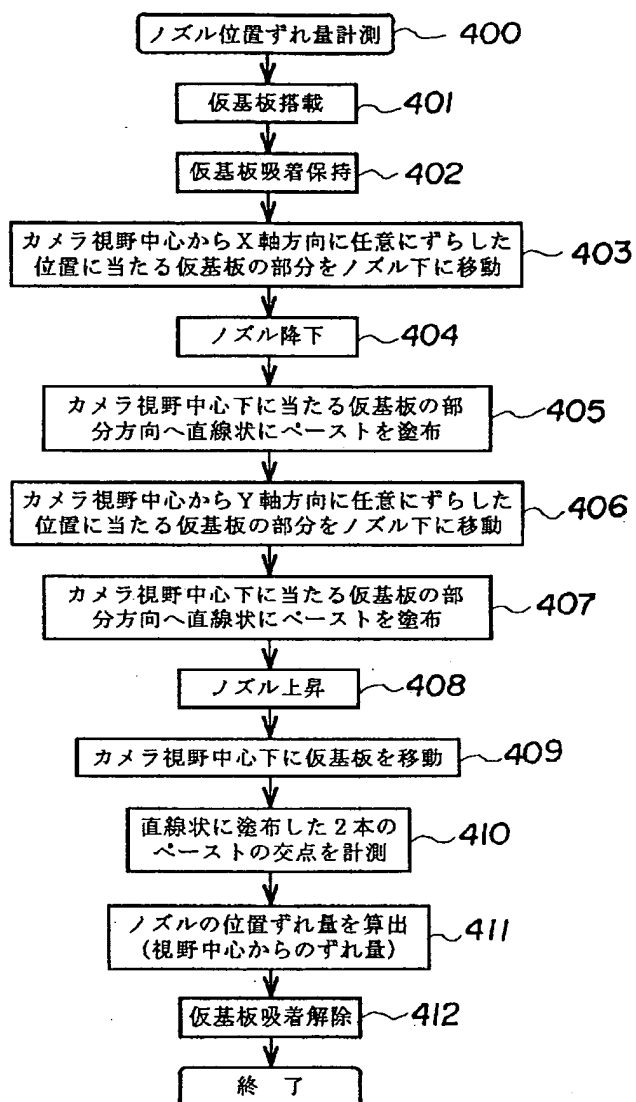 ノズル位置ずれ量計測 400
仮基板搭載 401
仮基板吸着保持 402
カメラ視野中心からX軸方向に任意にずらした
位置に当たる仮基板の部分をノズル下に移動 403
ノズル降下 404
カメラ視野中心下に当たる仮基板の部
分方向へ直線状にペーストを塗布 405
カメラ視野中心からY軸方向に任意にずらした
位置に当たる仮基板の部分をノズル下に移動 406
カメラ視野中心下に当たる仮基板の部
分方向へ直線状にペーストを塗布 407
ノズル上昇 408
カメラ視野中心下に仮基板を移動 409
直線状に塗布した2本の
ペーストの交点を計測 410
ノズルの位置ずれ量を算出
(視野中心からのずれ量) 411
仮基板吸着解除 412
終 了